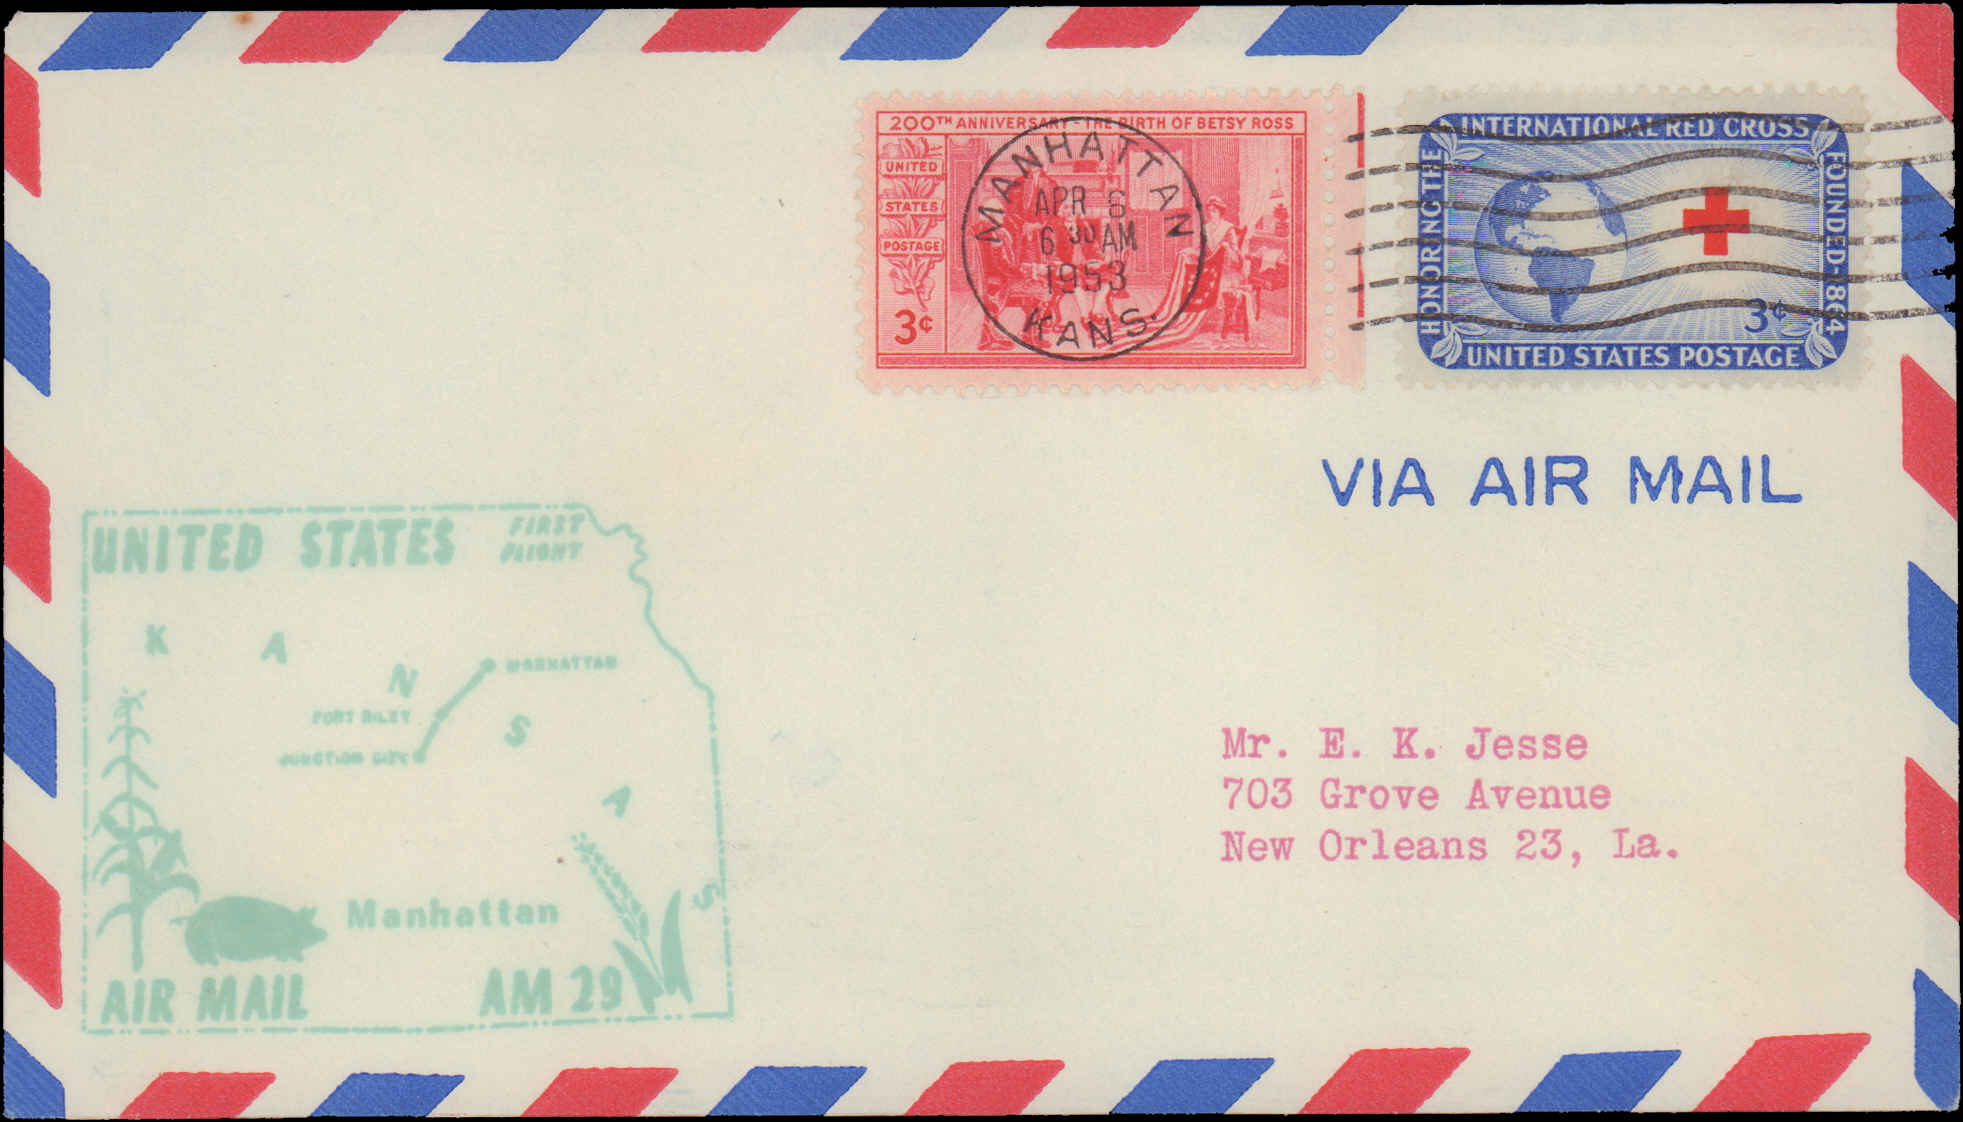 200TH ANNIVERSARY-THE BIRTH OF BETSY ROSS
UNITED
STATES
POSTAGE
3¢
MANHATTAN
APR 6
6 30 AM
1953
KANS.
INTERNATIONAL RED CROSS
HONORING THE
FOUNDED-1864
3¢
UNITED STATES POSTAGE
VIA AIR MAIL
UNITED STATES
FIRST
FLIGHT
KANSAS
MANHATTAN
FORT RILEY
JUNCTION CITY
Manhattan
AIR MAIL
AM 29
Mr. E. K. Jesse
703 Grove Avenue
New Orleans 23, La.